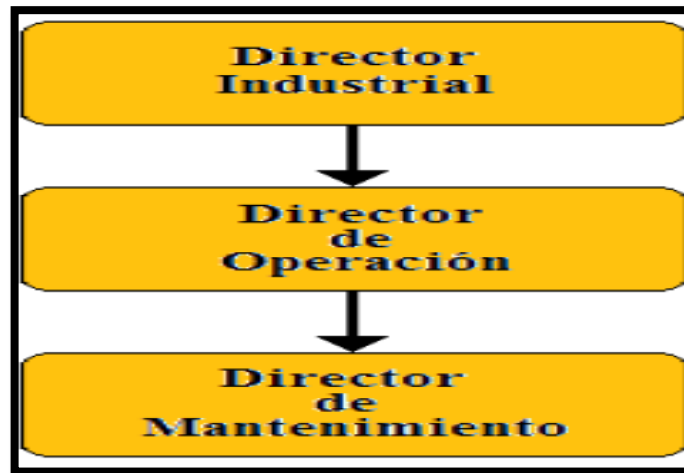 Director
Industrial
Director
de
Operación
Director
de
Mantenimiento